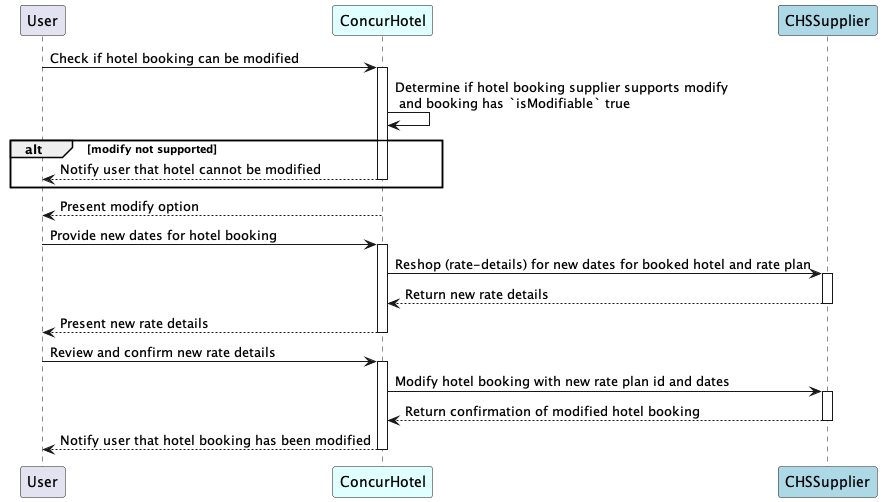 User
ConcurHotel
CHSSupplier
Check if hotel booking can be modified
Determine if hotel booking supplier supports modify
and booking has `isModifiable` true
alt
[modify not supported]
Notify user that hotel cannot be modified
Present modify option
Provide new dates for hotel booking
Reshop (rate-details) for new dates for booked hotel and rate plan
Return new rate details
Present new rate details
Review and confirm new rate details
Modify hotel booking with new rate plan id and dates
Return confirmation of modified hotel booking
Notify user that hotel booking has been modified
User
ConcurHotel
CHSSupplier